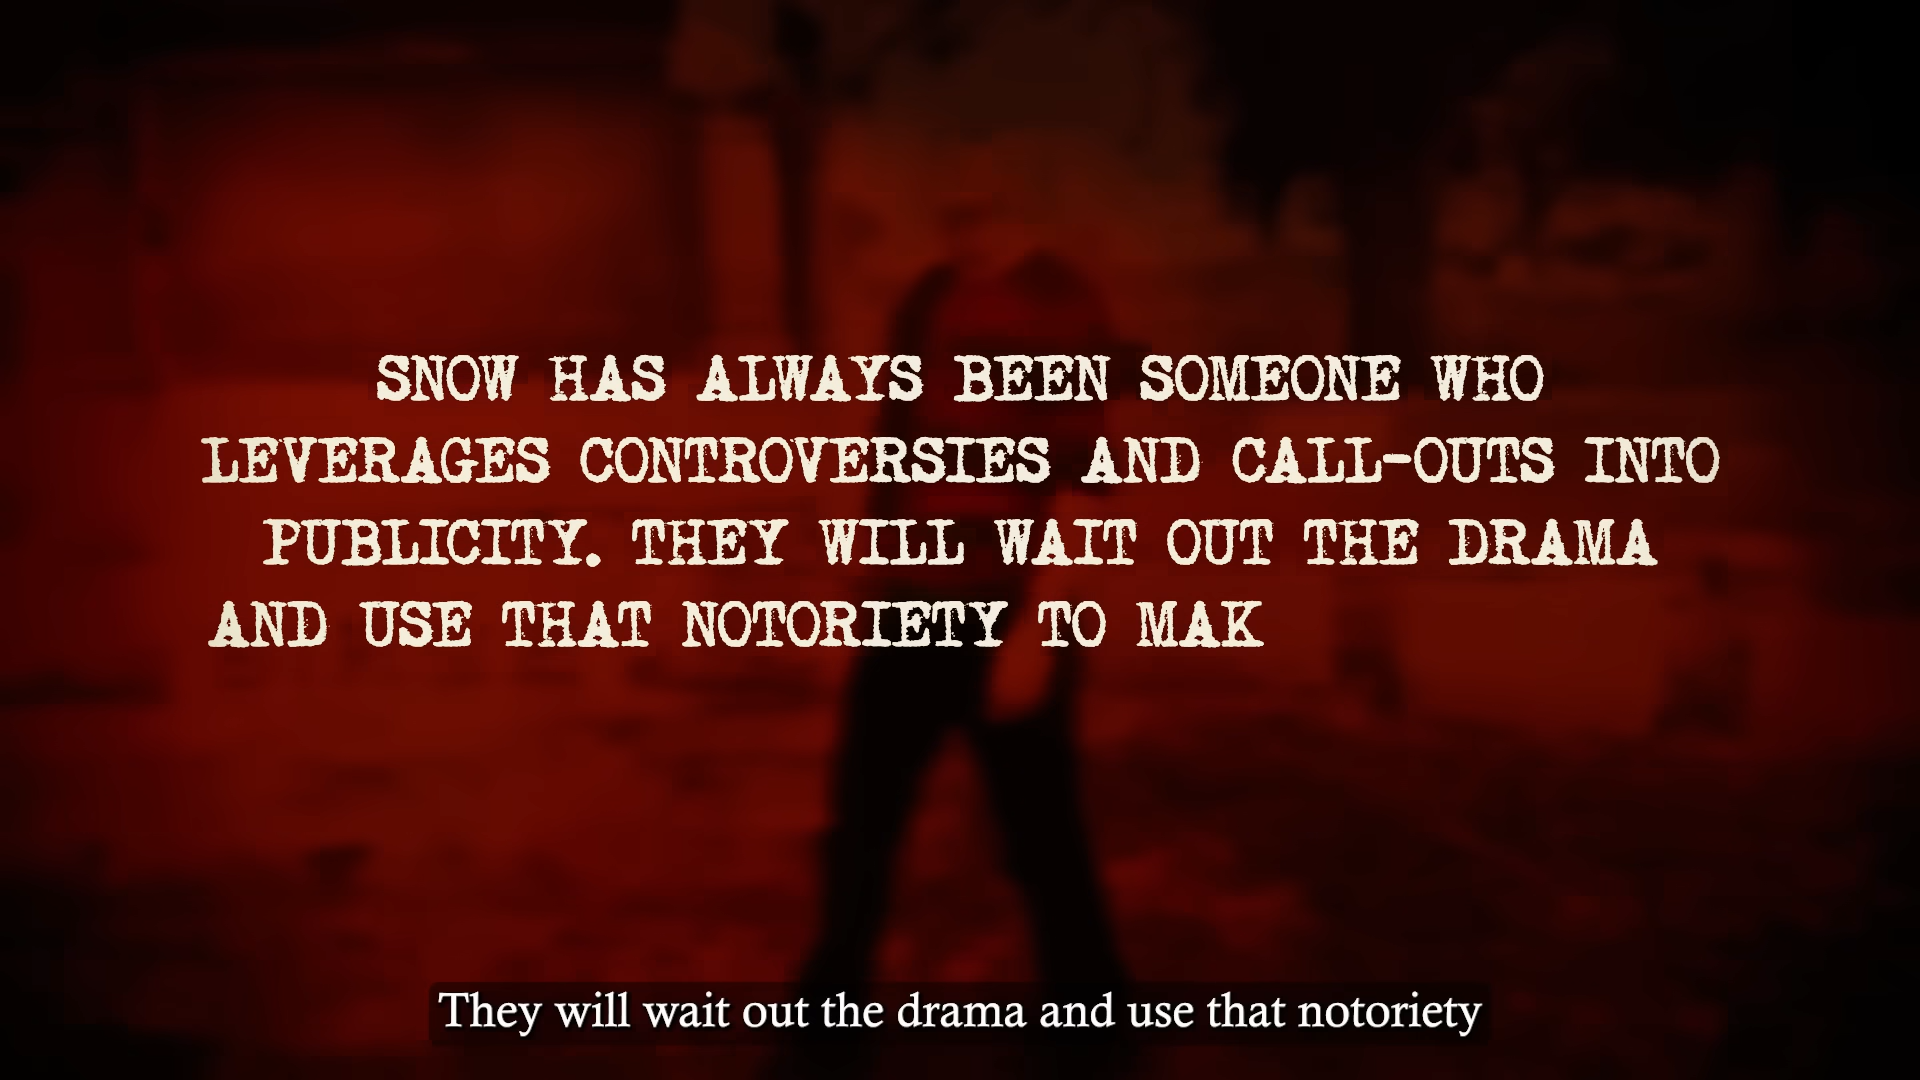 SNOW HAS ALWAYS BEEN SOMEONE WHO
LEVERAGES CONTROVERSIES AND CALL-OUTS INTO
PUBLICITY. THEY WILL WAIT OUT THE DRAMA
AND USE THAT NOTORIETY TO MAK
They will wait out the drama and use that notoriety